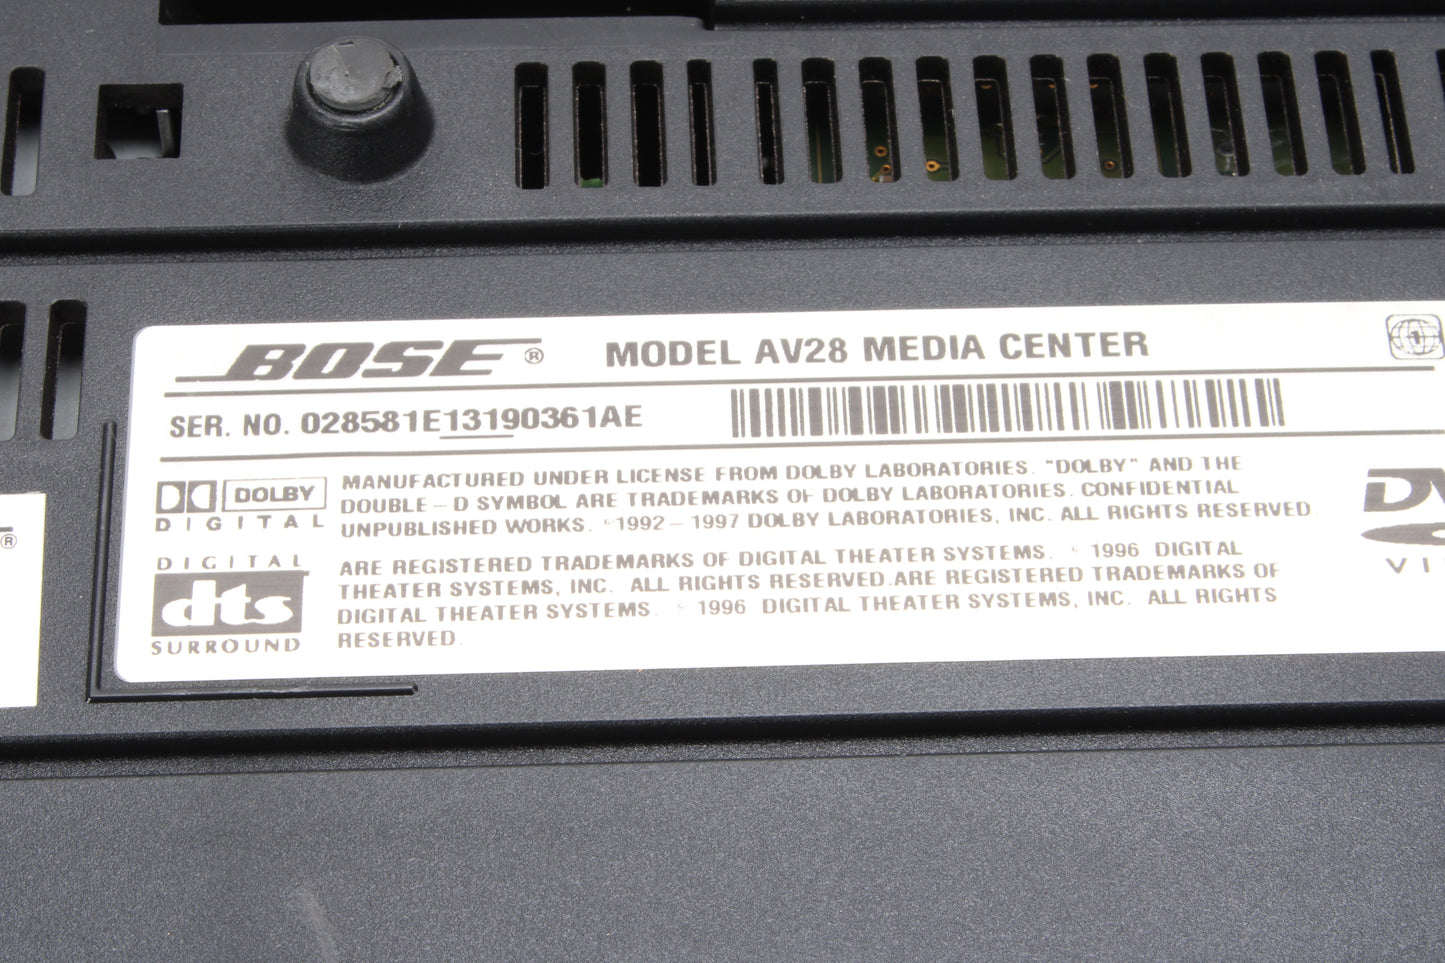 BOSE® MODEL AV28 MEDIA CENTER
SER. NO. 028581E13190361AE
DOLBY
DIGITAL
MANUFACTURED UNDER LICENSE FROM DOLBY LABORATORIES. "DOLBY" AND THE
DOUBLE-D SYMBOL ARE TRADEMARKS OF DOLBY LABORATORIES. CONFIDENTIAL
UNPUBLISHED WORKS. ©1992-1997 DOLBY LABORATORIES, INC. ALL RIGHTS RESERVED.
DIGITAL
dts
SURROUND
ARE REGISTERED TRADEMARKS OF DIGITAL THEATER SYSTEMS. © 1996 DIGITAL
THEATER SYSTEMS, INC. ALL RIGHTS RESERVED.ARE REGISTERED TRADEMARKS OF
DIGITAL THEATER SYSTEMS. © 1996 DIGITAL THEATER SYSTEMS, INC. ALL RIGHTS
RESERVED.
®